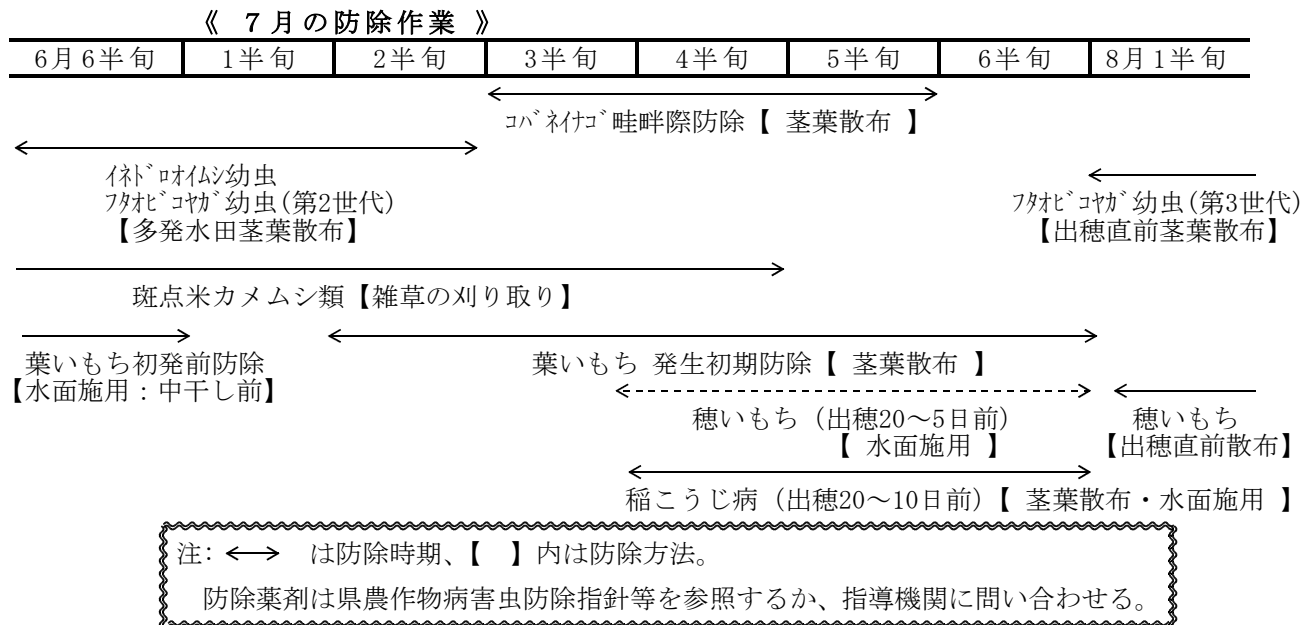 《 7月の防除作業 》
6月6半旬 1半旬 2半旬 3半旬 4半旬 5半旬 6半旬 8月1半旬
コバネイナゴ畦畔際防除【 茎葉散布 】
イネドロオイムシ幼虫
フタオビコヤガ幼虫(第2世代)
【多発水田茎葉散布】
フタオビコヤガ幼虫(第3世代)
【出穂直前茎葉散布】
斑点米カメムシ類【雑草の刈り取り】
葉いもち初発前防除
【水面施用：中干し前】
葉いもち 発生初期防除【 茎葉散布 】
穂いもち（出穂20～5日前)
【 水面施用 】
穂いもち
【出穂直前散布】
稲こうじ病（出穂20～10日前)【 茎葉散布・水面施用 】
注: ←→ は防除時期、【 】内は防除方法。
防除薬剤は県農作物病害虫防除指針等を参照するか、指導機関に問い合わせる。